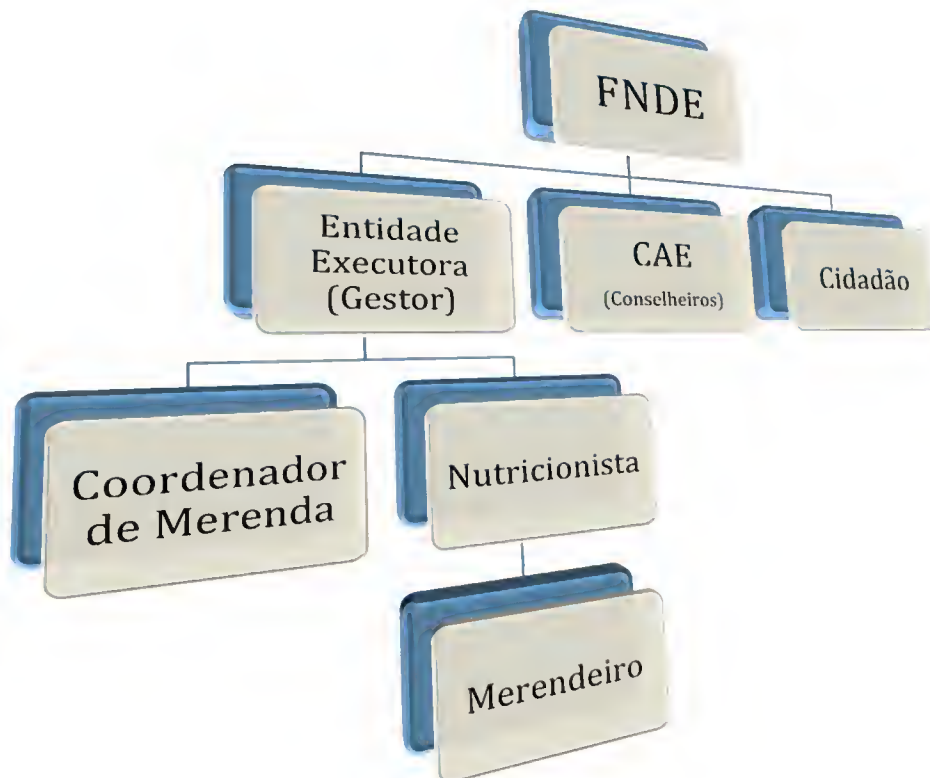 FNDE
Entidade
Executora
(Gestor)
CAE
(Conselheiros)
Cidadão
Coordenador
de Merenda
Nutricionista
Merendeiro